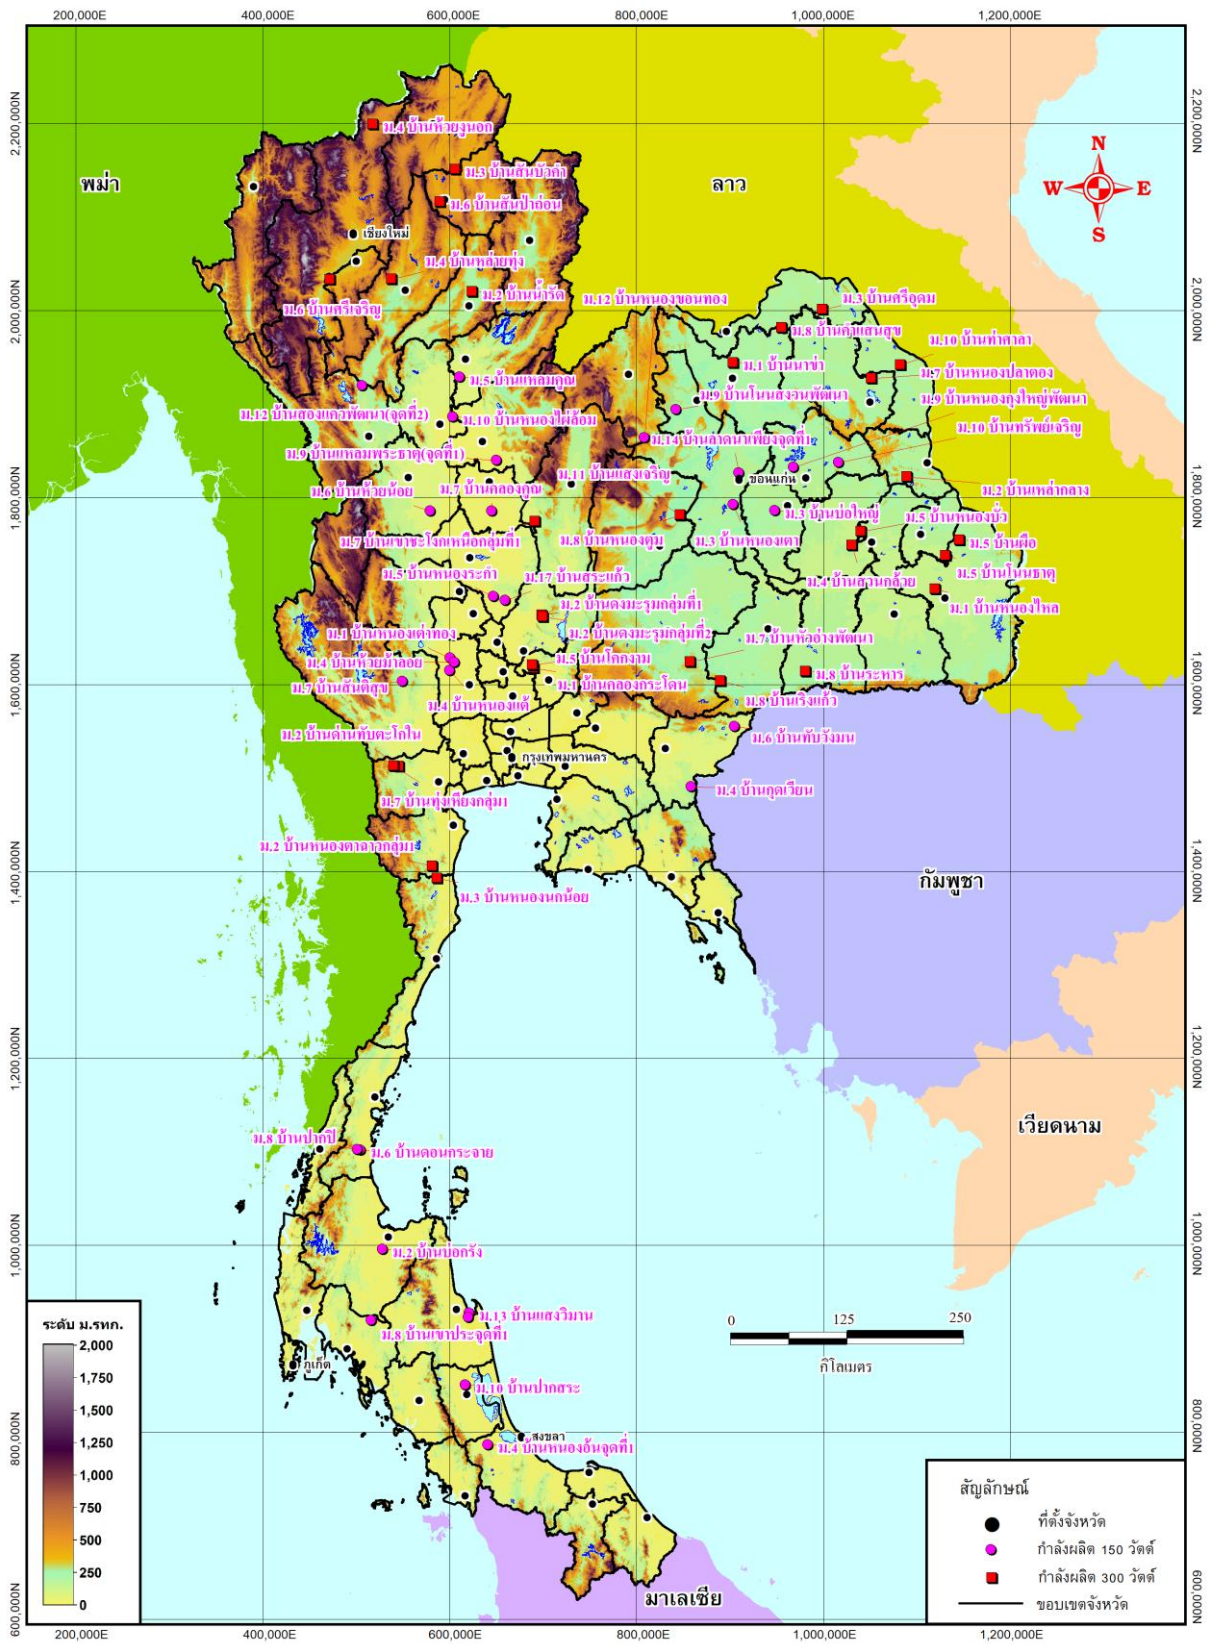 200,000E 400,000E 600,000E 800,000E 1,000,000E 1,200,000E
2,200,000N 2,200,000N
ม.4 บ้านห้วยงูนอก
N
W E
S
พม่า
ลาว
ม.3 บ้านสันบัวคำ
ม.6 บ้านสันป่าถ่อน
เชียงใหม่
ม.4 บ้านหล่ายทุ่ง
ม.6 บ้านศรีเจริญ
ม.2 บ้านน้ำรัด
ม.12 บ้านหนองขอนทอง
ม.3 บ้านศรีอุดม
2,000,000N 2,000,000N
ม.8 บ้านคำแสนสุข
ม.10 บ้านท่าศาลา
ม.1 บ้านนาข่า
ม.7 บ้านหนองปลาตอง
ม.5 บ้านแหลมคูณ
ม.9 บ้านโนนสงวนพัฒนา
ม.9 บ้านหนองกุงใหญ่พัฒนา
ม.12 บ้านสองแควพัฒนา(จุดที่2)
ม.10 บ้านหนองไผ่ล้อม
ม.10 บ้านทรัพย์เจริญ
ม.14 บ้านลาดนาเพียงจุดที่1
ม.9 บ้านแหลมพระธาตุ(จุดที่1)
ม.11 บ้านแสงเจริญ
ขอนแก่น
ม.6 บ้านห้วยน้อย
ม.7 บ้านคลองคูณ
ม.2 บ้านเหล่ากลาง
1,800,000N 1,800,000N
ม.3 บ้านบ่อใหญ่
ม.5 บ้านหนองบัว
ม.7 บ้านเขาชะโงกเหนือกลุ่มที่1
ม.8 บ้านหนองดุม
ม.3 บ้านหนองเตา
ม.5 บ้านผือ
ม.5 บ้านหนองระกำ
ม.17 บ้านสระแก้ว
ม.4 บ้านสวนกล้วย
ม.5 บ้านโนนธาตุ
ม.2 บ้านดงมะรุมกลุ่มที่1
ม.1 บ้านหนองไหล
ม.1 บ้านหนองเต่าทอง
ม.2 บ้านดงมะรุมกลุ่มที่2
ม.7 บ้านหัวอ่างพัฒนา
ม.4 บ้านห้วยม้าลอย
ม.5 บ้านโคกงาม
ม.8 บ้านระหาร
1,600,000N 1,600,000N
ม.7 บ้านสันติสุข
ม.1 บ้านคลองกระโดน
ม.4 บ้านหนองแด้
ม.8 บ้านเริงแก้ว
ม.2 บ้านด่านทับตะโกใน
ม.6 บ้านทับวังมน
กรุงเทพมหานคร
ม.4 บ้านกุดเวียน
ม.7 บ้านทุ่งเหียงกลุ่ม1
ม.2 บ้านหนองตาฉาวกลุ่ม1
1,400,000N 1,400,000N
กัมพูชา
ม.3 บ้านหนองนกน้อย
1,200,000N 1,200,000N
เวียดนาม
ม.8 บ้านปากปิ
ม.6 บ้านดอนกระจาย
1,000,000N 1,000,000N
ม.2 บ้านบ่อกรัง
ม.13 บ้านแสงวิมาน
0 125 250
กิโลเมตร
ม.8 บ้านเขาประจุดที่1
ภูเก็ต
ม.10 บ้านปากสระ
800,000N 800,000N
สงขลา
ม.4 บ้านหนองอ้นจุดที่1
ระดับ ม.รทก.
2,000
1,750
1,500
1,250
1,000
750
500
250
0
สัญลักษณ์
ที่ตั้งจังหวัด
กำลังผลิต 150 วัตต์
กำลังผลิต 300 วัตต์
ขอบเขตจังหวัด
มาเลเซีย
600,000N 600,000N
200,000E 400,000E 600,000E 800,000E 1,000,000E 1,200,000E